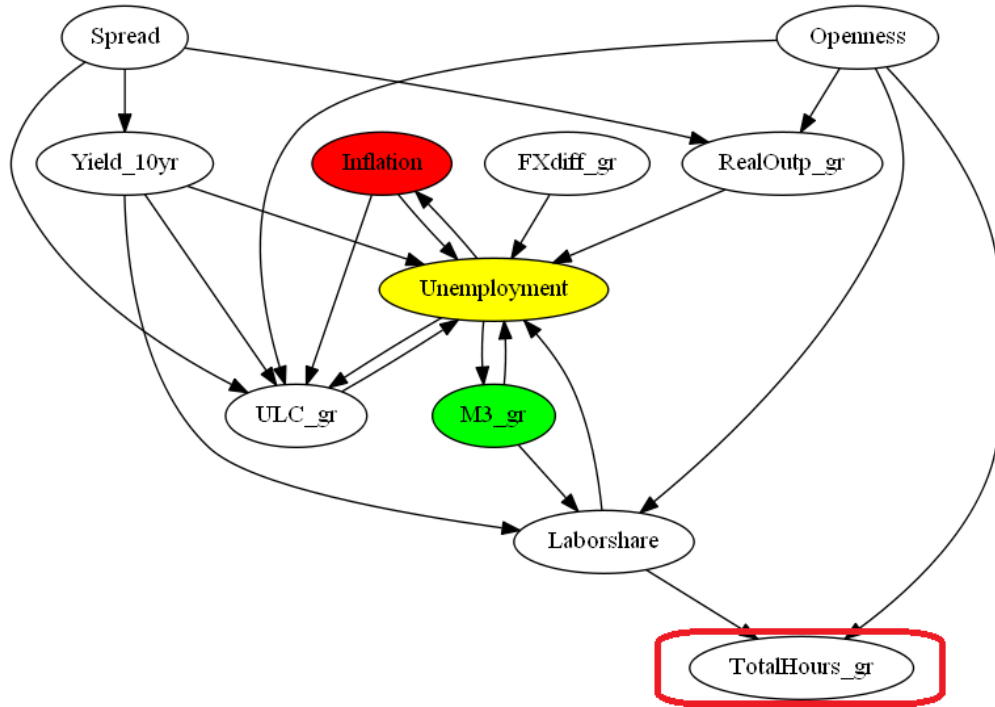 Spread
Openness
Yield_10yr
Inflation
FXdiff_gr
RealOutp_gr
Unemployment
ULC_gr
M3_gr
Laborshare
TotalHours_gr